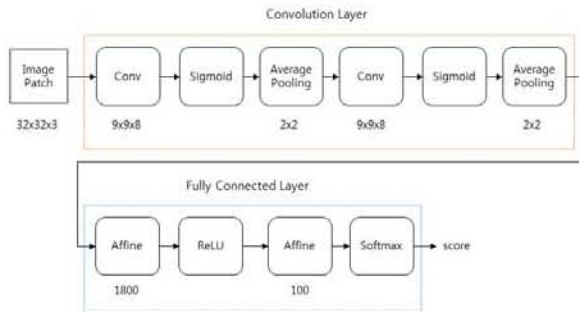 Convolution Layer
Image Patch
Conv
Sigmoid
Average Pooling
Conv
Sigmoid
Average Pooling
32x32x3
9x9x8
2x2
9x9x8
2x2
Fully Connected Layer
Affine
ReLU
Affine
Softmax
score
1800
100